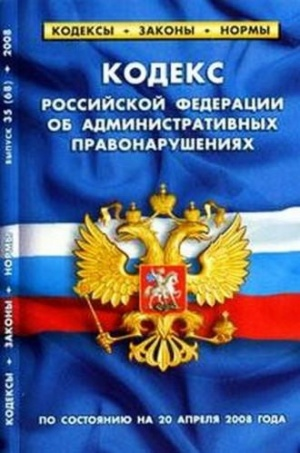 КОДЕКСЫ + ЗАКОНЫ + НОРМЫ
КОДЕКС
РОССИЙСКОЙ ФЕДЕРАЦИИ
ОБ АДМИНИСТРАТИВНЫХ
ПРАВОНАРУШЕНИЯХ
ПО СОСТОЯНИЮ НА 20 АПРЕЛЯ 2008 ГОДА
КОДЕКСЫ + ЗАКОНЫ + НОРМЫ
ВЫПУСК 35 (68) + 2008